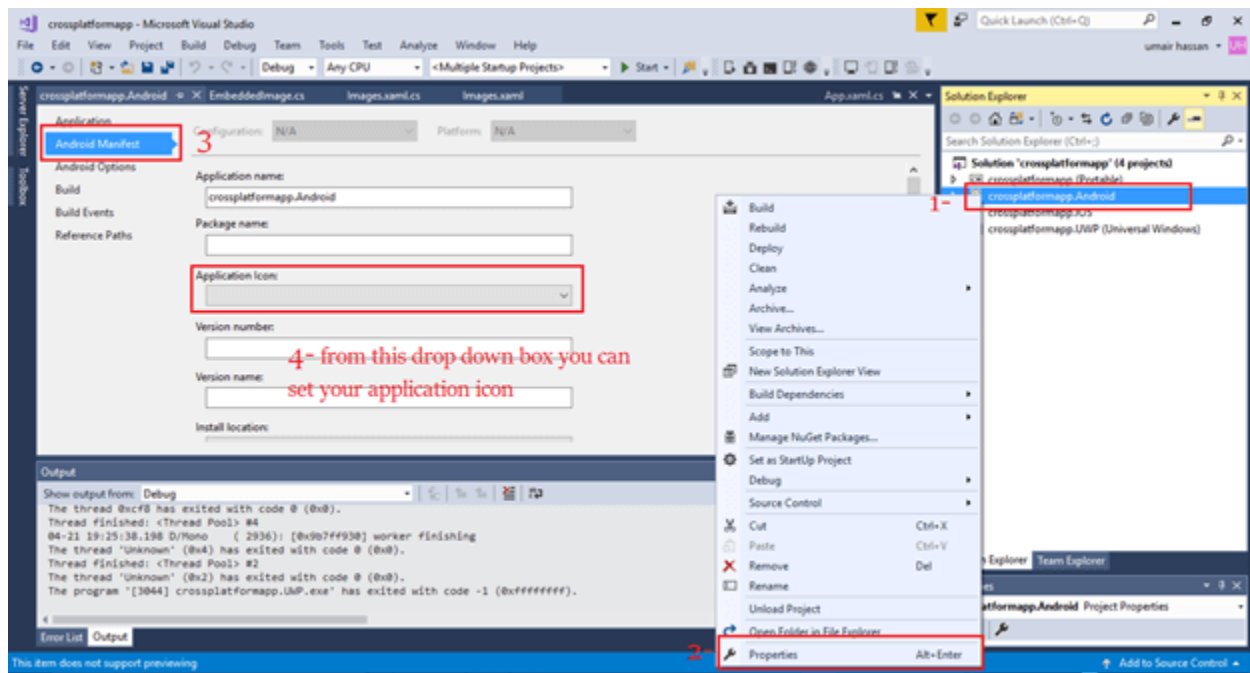 crossplatformapp - Microsoft Visual Studio
Quick Launch (Ctrl+Q)
File Edit View Project Build Debug Team Tools Test Analyze Window Help
umair hassan UH
Debug Any CPU <Multiple Startup Projects> Start
Server Explorer
Toolbox
crossplatformapp.Android EmbeddedImage.cs Images.xaml.cs Images.xaml App.xaml.cs
Application
Android Manifest
Android Options
Build
Build Events
Reference Paths
3
Configuration: N/A Platform: N/A
Application name:
crossplatformapp.Android
Package name:
Application Icon:
Version number:
4- from this drop down box you can
set your application icon
Version name:
Install location:
Solution Explorer
Search Solution Explorer (Ctrl+;)
Solution 'crossplatformapp' (4 projects)
crossplatformapp (Portable)
1-
crossplatformapp.Android
crossplatformapp.iOS
crossplatformapp.UWP (Universal Windows)
Build
Rebuild
Deploy
Clean
Analyze
Archive...
View Archives...
Scope to This
New Solution Explorer View
Build Dependencies
Add
Manage NuGet Packages...
Set as StartUp Project
Debug
Source Control
Cut Ctrl+X
Paste Ctrl+V
Remove Del
Rename
Unload Project
Open Folder in File Explorer
2-
Properties Alt+Enter
Output
Show output from: Debug
The thread 0xcf8 has exited with code 0 (0x0).
Thread finished: <Thread Pool> #4
04-21 19:25:38.198 D/Mono ( 2936): [0x9b7ff930] worker finishing
The thread 'Unknown' (0x4) has exited with code 0 (0x0).
Thread finished: <Thread Pool> #2
The thread 'Unknown' (0x2) has exited with code 0 (0x0).
The program '[3044] crossplatformapp.UWP.exe' has exited with code -1 (0xffffffff).
Error List Output
Explorer Team Explorer
atformapp.Android Project Properties
This item does not support previewing
Add to Source Control